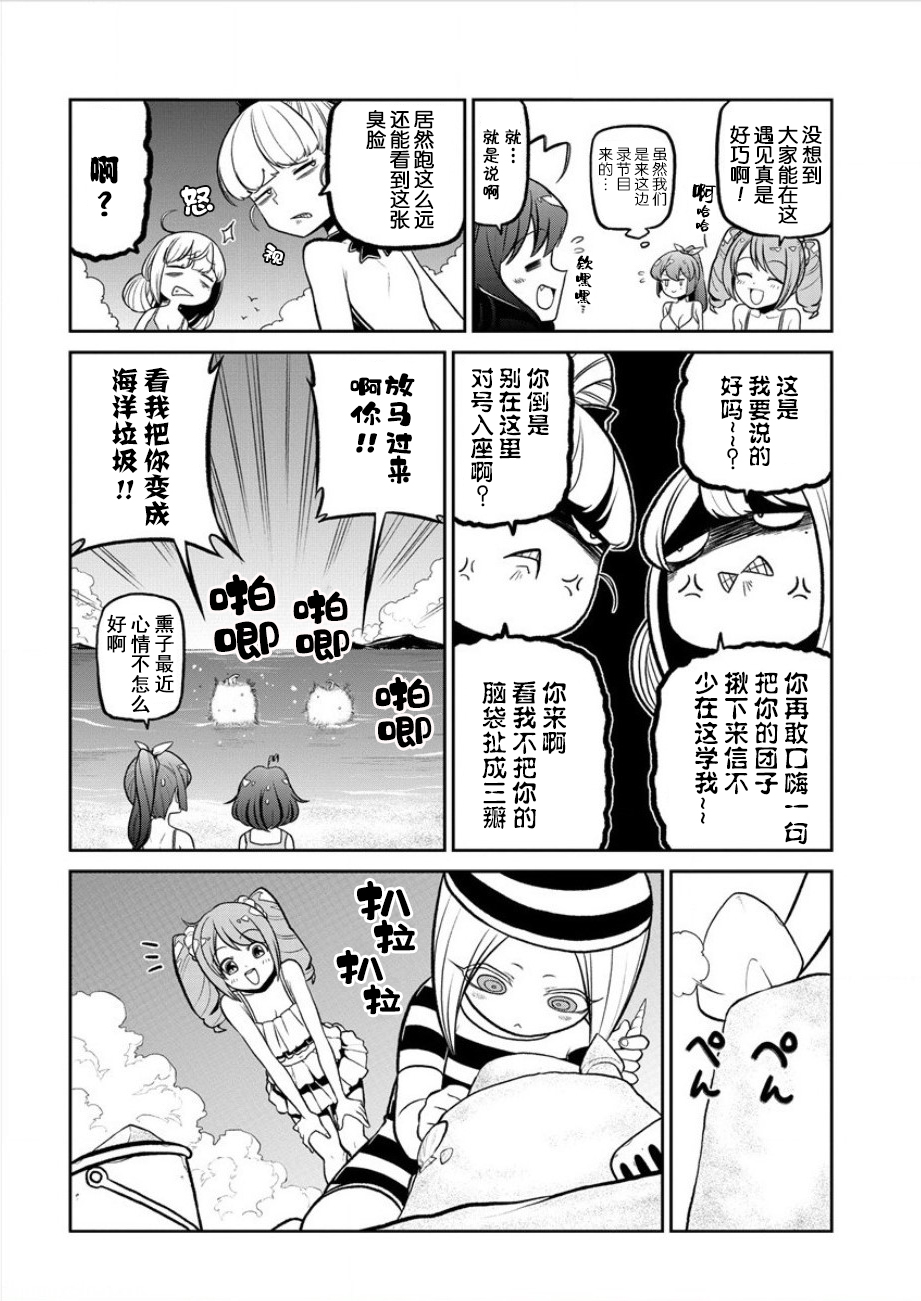 没想到
大家能在这
遇见真是
好巧啊!
啊哈哈~
虽然我们
是来这边
录节目
来的…
就…
就是说啊
欸嘿嘿~
居然跑这么远
还能看到这张
臭脸
视
怒
啊?
这是
我要说的
好吗~~?
你倒是
别在这里
对号入座啊?
你再敢口嗨一句
把你的团子
揪下来信不
少在这学我~
你来啊
看我不把你的
脑袋扯成三瓣
放马过来
啊你!!
看我把你变成
海洋垃圾!!
啪唧
啪唧
啪唧
熏子最近
心情不怎么
好啊
ぺんぺん
扒拉
扒拉